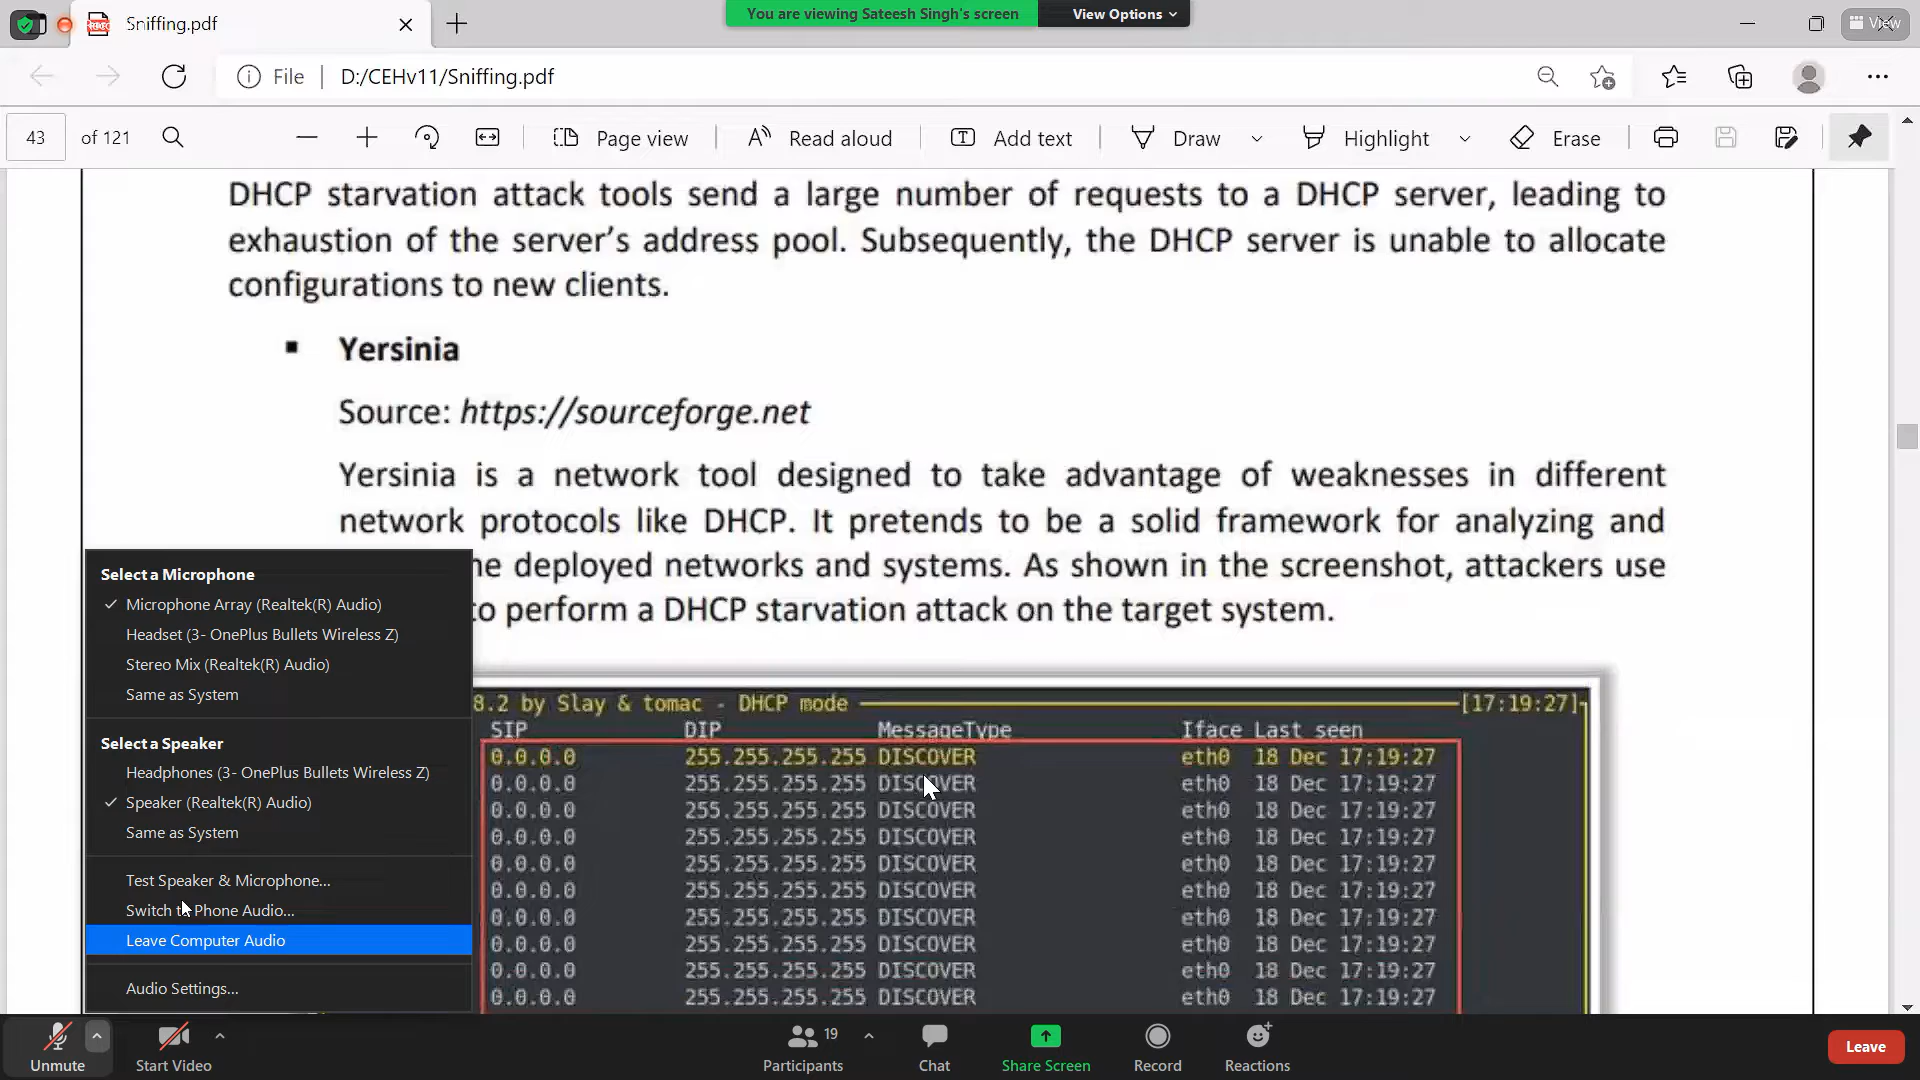 Sniffing.pdf
You are viewing Sateesh Singh's screen
View Options
View
File
D:/CEHv11/Sniffing.pdf
43
of 121
Page view
Read aloud
Add text
Draw
Highlight
Erase
DHCP starvation attack tools send a large number of requests to a DHCP server, leading to
exhaustion of the server's address pool. Subsequently, the DHCP server is unable to allocate
configurations to new clients.
▪ Yersinia
Source: https://sourceforge.net
Yersinia is a network tool designed to take advantage of weaknesses in different
network protocols like DHCP. It pretends to be a solid framework for analyzing and
he deployed networks and systems. As shown in the screenshot, attackers use
to perform a DHCP starvation attack on the target system.
8.2 by Slay & tomac - DHCP mode [17:19:27]
SIP DIP MessageType Iface Last seen
0.0.0.0 255.255.255.255 DISCOVER eth0 18 Dec 17:19:27
0.0.0.0 255.255.255.255 DISCOVER eth0 18 Dec 17:19:27
0.0.0.0 255.255.255.255 DISCOVER eth0 18 Dec 17:19:27
0.0.0.0 255.255.255.255 DISCOVER eth0 18 Dec 17:19:27
0.0.0.0 255.255.255.255 DISCOVER eth0 18 Dec 17:19:27
0.0.0.0 255.255.255.255 DISCOVER eth0 18 Dec 17:19:27
0.0.0.0 255.255.255.255 DISCOVER eth0 18 Dec 17:19:27
0.0.0.0 255.255.255.255 DISCOVER eth0 18 Dec 17:19:27
0.0.0.0 255.255.255.255 DISCOVER eth0 18 Dec 17:19:27
0.0.0.0 255.255.255.255 DISCOVER eth0 18 Dec 17:19:27
Select a Microphone
Microphone Array (Realtek(R) Audio)
Headset (3- OnePlus Bullets Wireless Z)
Stereo Mix (Realtek(R) Audio)
Same as System
Select a Speaker
Headphones (3- OnePlus Bullets Wireless Z)
Speaker (Realtek(R) Audio)
Same as System
Test Speaker & Microphone...
Switch to Phone Audio...
Leave Computer Audio
Audio Settings...
Unmute
Start Video
19
Participants
Chat
Share Screen
Record
Reactions
Leave